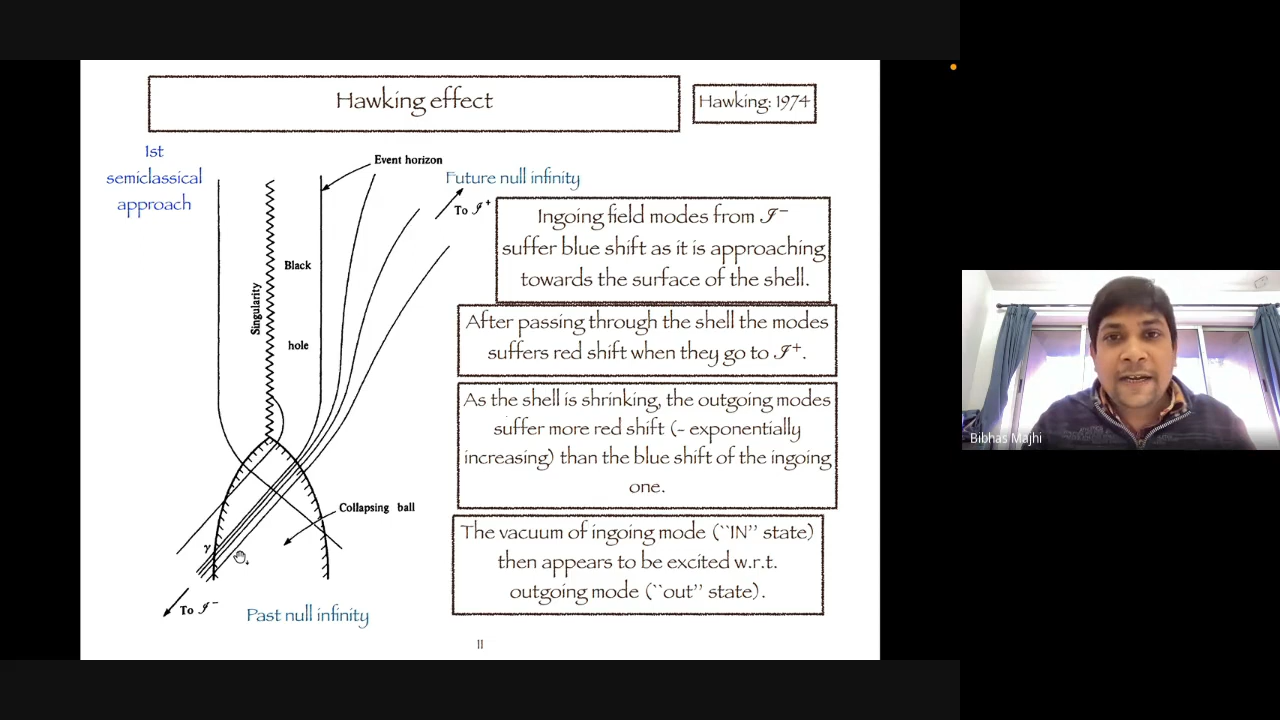 Hawking effect
Hawking: 1974
1st
semiclassical
approach
Event horizon
Future null infinity
To 𝒥⁺
Singularity
Black
hole
Collapsing ball
γ
To 𝒥⁻
Past null infinity
Ingoing field modes from 𝒥⁻
suffer blue shift as it is approaching
towards the surface of the shell.
After passing through the shell the modes
suffers red shift when they go to 𝒥⁺.
As the shell is shrinking, the outgoing modes
suffer more red shift (- exponentially
increasing) than the blue shift of the ingoing
one.
The vacuum of ingoing mode (``IN'' state)
then appears to be excited w.r.t.
outgoing mode (``out'' state).
11
Bibhas Majhi